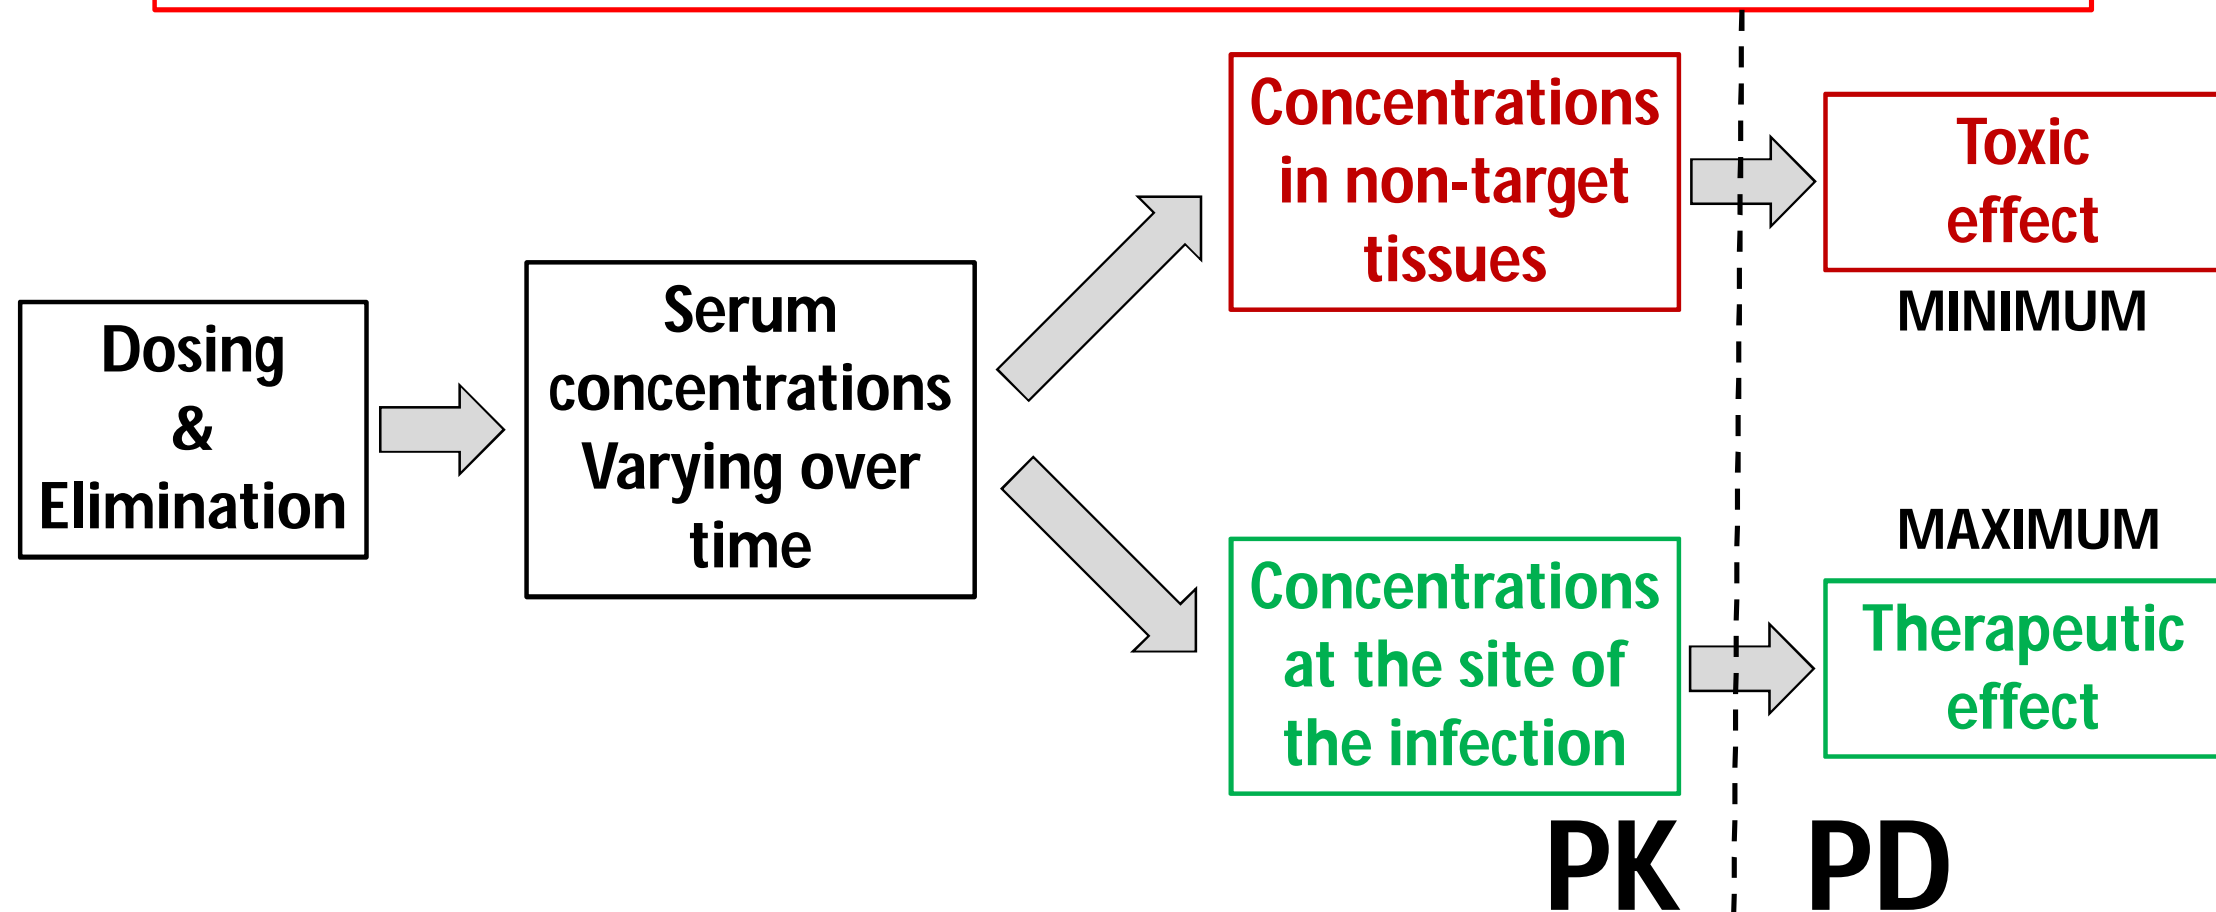 Dosing
&
Elimination
Serum
concentrations
Varying over
time
Concentrations
in non-target
tissues
Toxic
effect
MINIMUM
MAXIMUM
Concentrations
at the site of
the infection
Therapeutic
effect
PK
PD